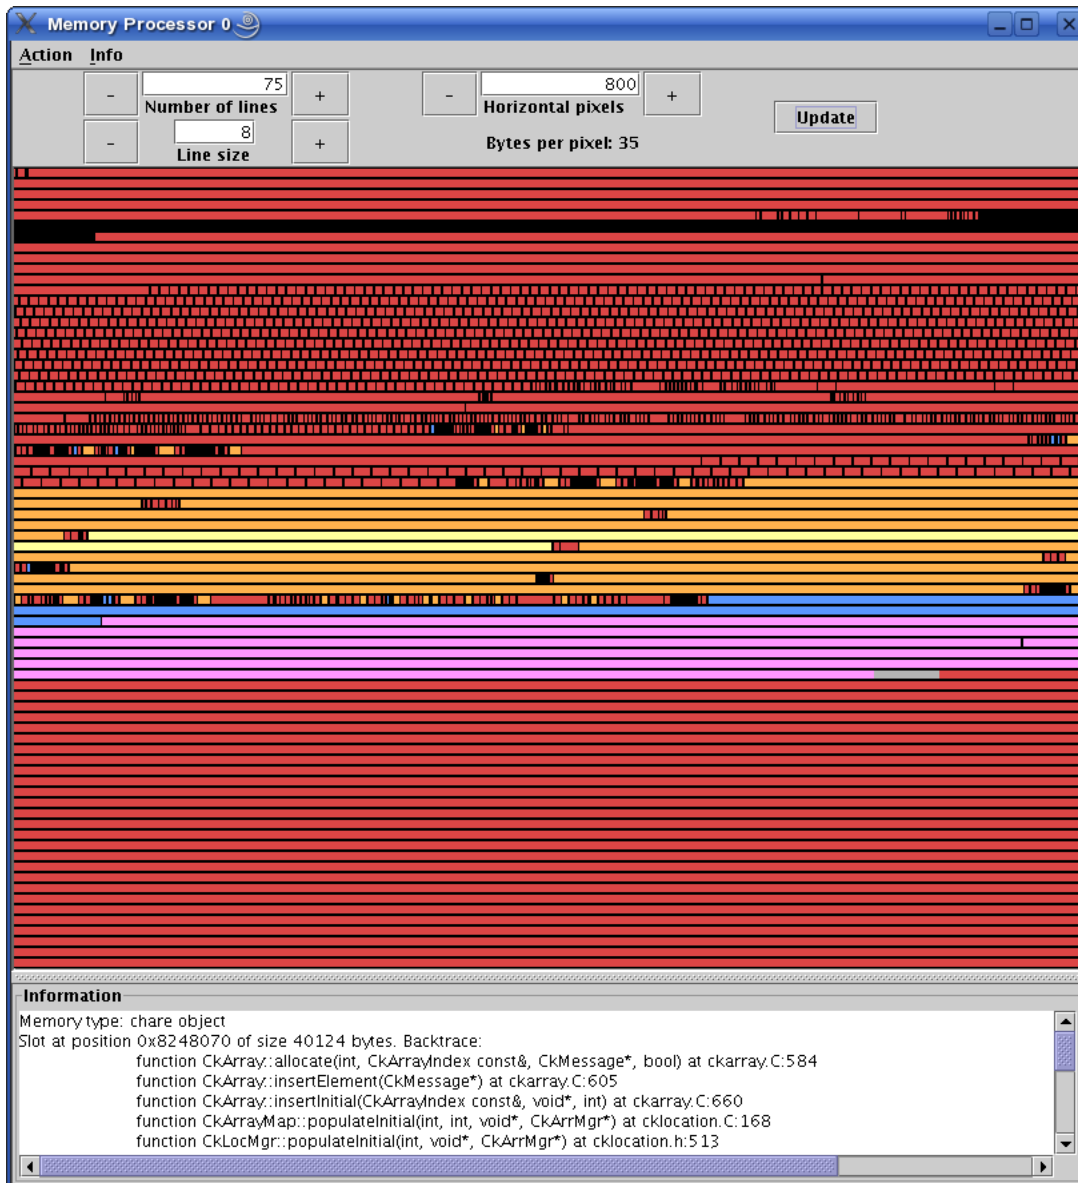 Memory Processor 0
Action Info
- 75 + - 800 +
Number of lines Horizontal pixels
Update
- 8 + Bytes per pixel: 35
Line size
Information
Memory type: chare object
Slot at position 0x8248070 of size 40124 bytes. Backtrace:
function CkArray::allocate(int, CkArrayIndex const&, CkMessage*, bool) at ckarray.C:584
function CkArray::insertElement(CkMessage*) at ckarray.C:605
function CkArray::insertInitial(CkArrayIndex const&, void*, int) at ckarray.C:660
function CkArrayMap::populateInitial(int, int, void*, CkArrMgr*) at cklocation.C:168
function CkLocMgr::populateInitial(int, void*, CkArrMgr*) at cklocation.h:513